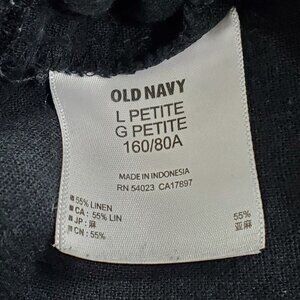 OLD NAVY
L PETITE
G PETITE
160/80A
MADE IN INDONESIA
RN 54023 CA17897
55% LINEN
CA : 55% LIN
JP : 麻
CN : 55%
55%
亚麻